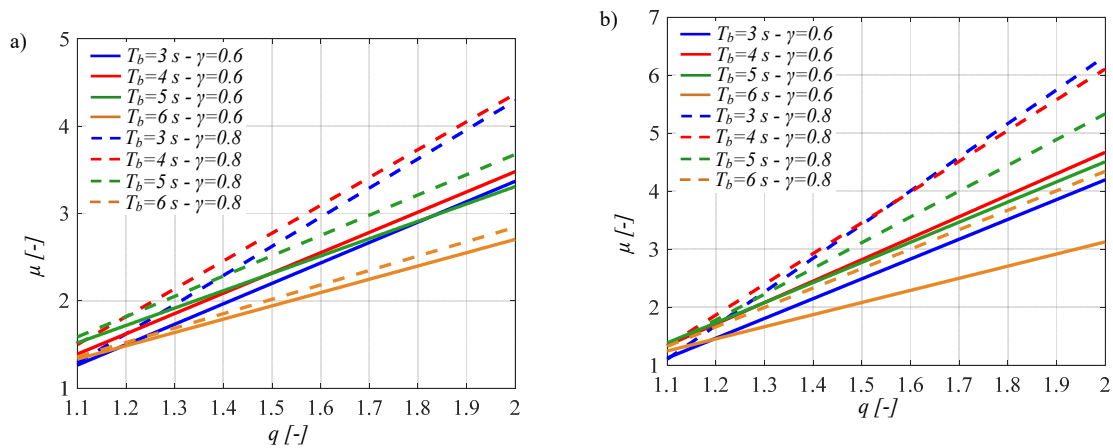 a)
5
4
3
2
1
T_b=3 s - γ=0.6
T_b=4 s - γ=0.6
T_b=5 s - γ=0.6
T_b=6 s - γ=0.6
T_b=3 s - γ=0.8
T_b=4 s - γ=0.8
T_b=5 s - γ=0.8
T_b=6 s - γ=0.8
μ [-]
1.1 1.2 1.3 1.4 1.5 1.6 1.7 1.8 1.9 2
q [-]
b)
7
6
5
4
3
2
1
T_b=3 s - γ=0.6
T_b=4 s - γ=0.6
T_b=5 s - γ=0.6
T_b=6 s - γ=0.6
T_b=3 s - γ=0.8
T_b=4 s - γ=0.8
T_b=5 s - γ=0.8
T_b=6 s - γ=0.8
μ [-]
1.1 1.2 1.3 1.4 1.5 1.6 1.7 1.8 1.9 2
q [-]